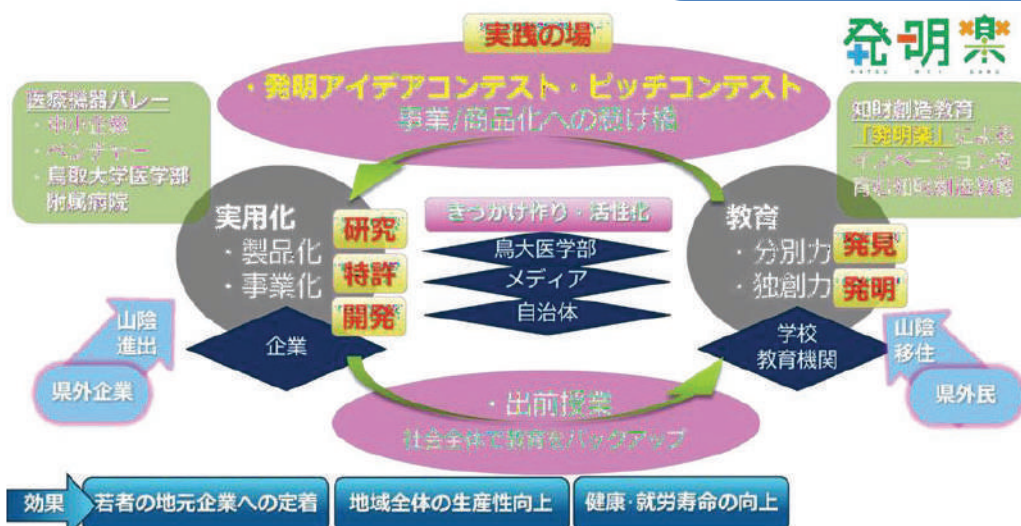 実践の場
・発明アイデアコンテスト・ピッチコンテスト
事業/商品化への懸け橋
発明楽
HATSU MEI GAKU
医療機器バレー
・中小企業
・ベンチャー
・鳥取大学医学部
附属病院
知財創造教育
「発明楽」による
イノベーションを
育む知財創造教育
実用化
・製品化
・事業化
研究
特許
開発
企業
きっかけ作り・活性化
鳥大医学部
メディア
自治体
教育
・分別力
・独創力
発見
発明
学校
教育機関
山陰
進出
県外企業
山陰
移住
県外民
・出前授業
社会全体で教育をバックアップ
効果
若者の地元企業への定着
地域全体の生産性向上
健康・就労寿命の向上